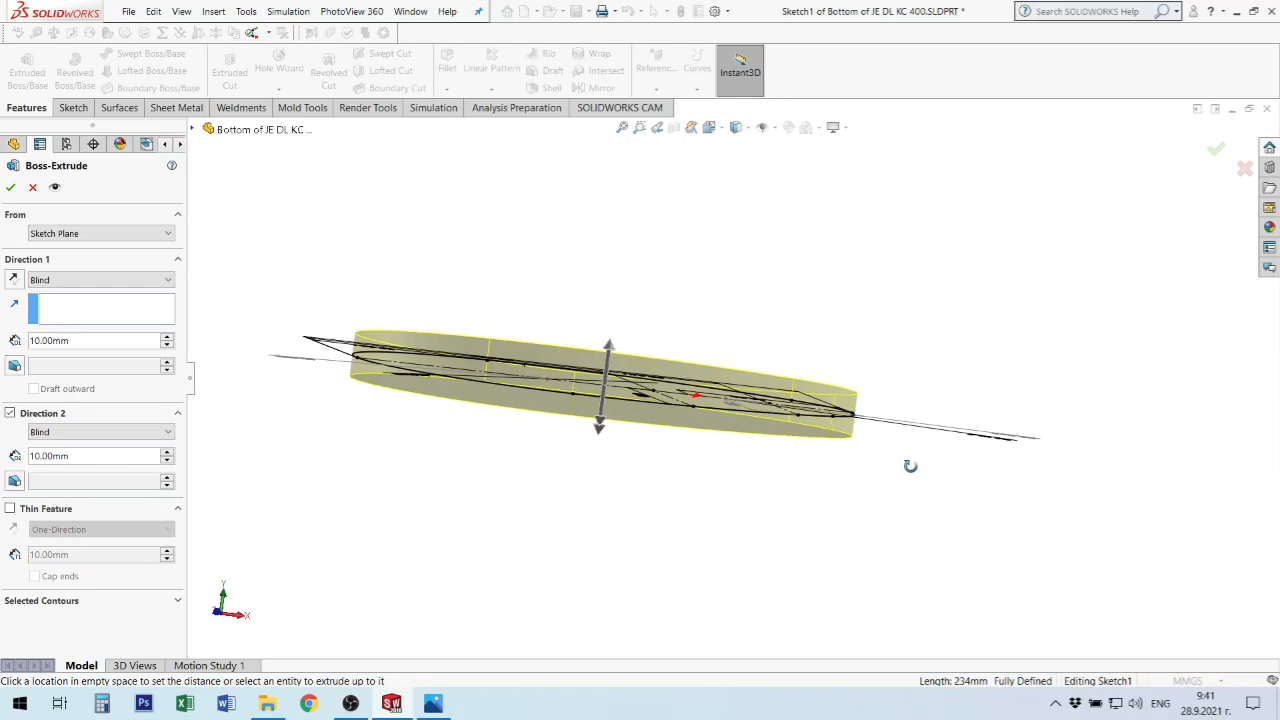 SOLIDWORKS File Edit View Insert Tools Simulation PhotoView 360 Window Help Sketch1 of Bottom of JE DL KC 400.SLDPRT * Search SOLIDWORKS Help
Extruded Boss/Base
Revolved Boss/Base
Swept Boss/Base
Lofted Boss/Base
Boundary Boss/Base
Extruded Cut
Hole Wizard
Revolved Cut
Swept Cut
Lofted Cut
Boundary Cut
Fillet
Linear Pattern
Rib
Draft
Shell
Wrap
Intersect
Mirror
Referenc...
Curves
Instant3D
Features Sketch Surfaces Sheet Metal Weldments Mold Tools Render Tools Simulation Analysis Preparation SOLIDWORKS CAM
Bottom of JE DL KC ...
Boss-Extrude
From
Sketch Plane
Direction 1
Blind
10.00mm
Draft outward
Direction 2
Blind
10.00mm
Thin Feature
One-Direction
10.00mm
Cap ends
Selected Contours
Y
X
Z
Model 3D Views Motion Study 1
Click a location in empty space to set the distance or select an entity to extrude up to it Length: 234mm Fully Defined Editing Sketch1 MMGS
ЕНГ 9:41
28.9.2021 г.